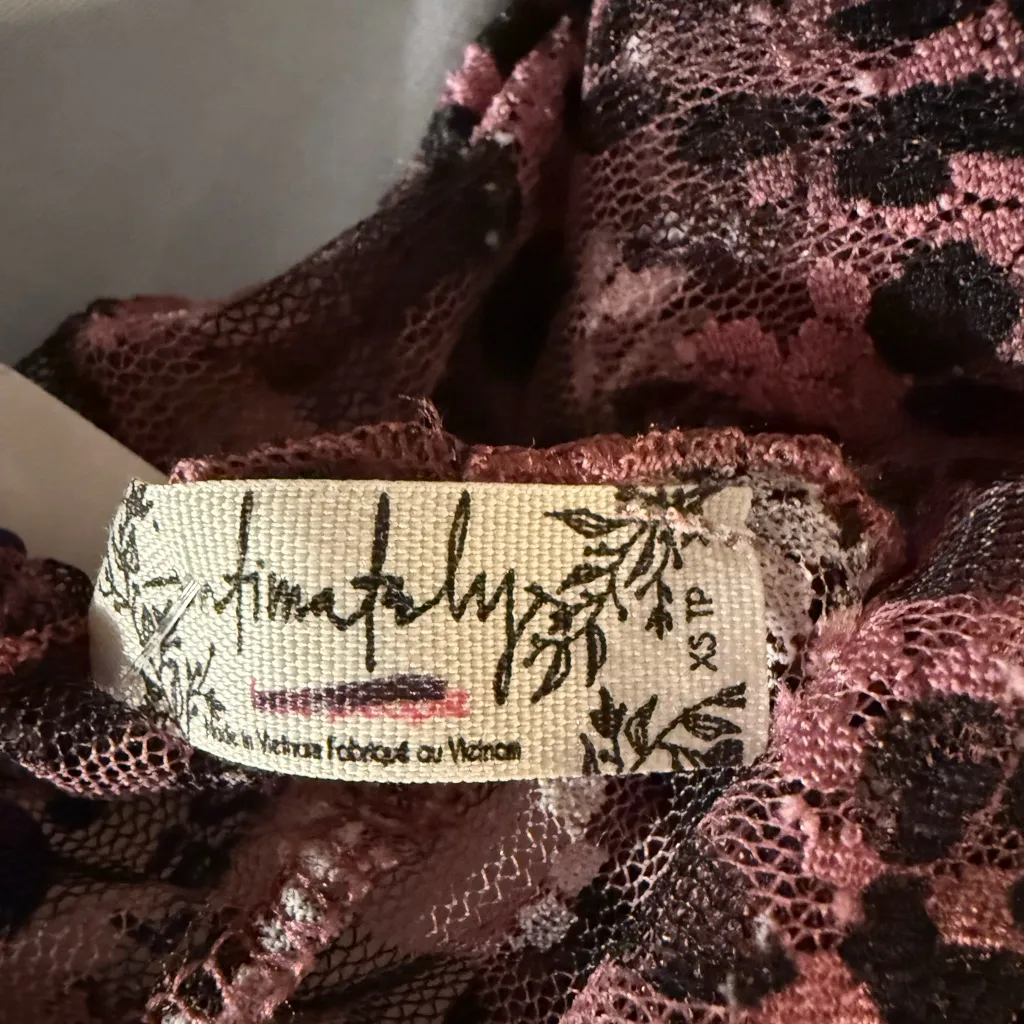 intimately
Made in Vietnam Fabriqué au Vietnam
XS TP